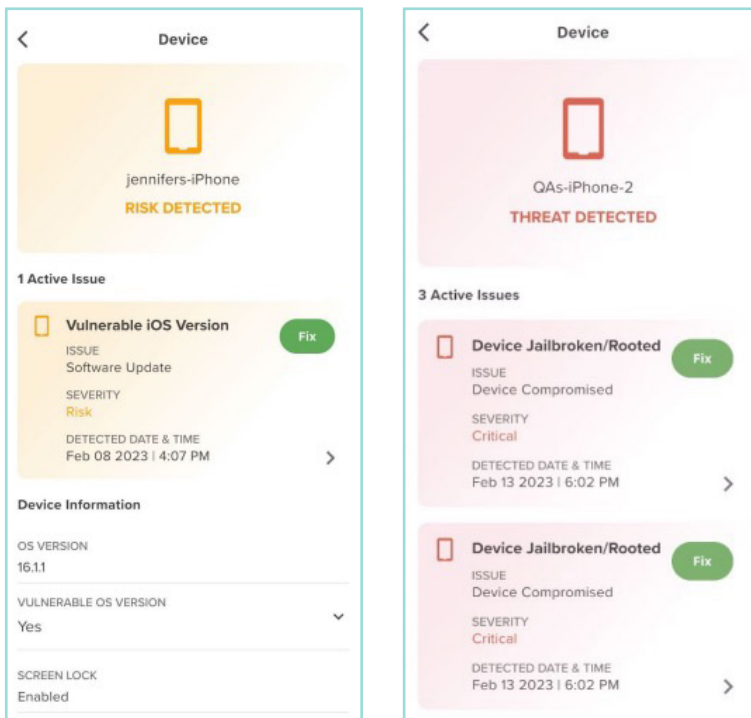 Device
jennifers-iPhone
RISK DETECTED
1 Active Issue
Vulnerable iOS Version
Fix
ISSUE
Software Update
SEVERITY
Risk
DETECTED DATE & TIME
Feb 08 2023 | 4:07 PM
Device Information
OS VERSION
16.1.1
VULNERABLE OS VERSION
Yes
SCREEN LOCK
Enabled
Device
QAs-iPhone-2
THREAT DETECTED
3 Active Issues
Device Jailbroken/Rooted
Fix
ISSUE
Device Compromised
SEVERITY
Critical
DETECTED DATE & TIME
Feb 13 2023 | 6:02 PM
Device Jailbroken/Rooted
Fix
ISSUE
Device Compromised
SEVERITY
Critical
DETECTED DATE & TIME
Feb 13 2023 | 6:02 PM